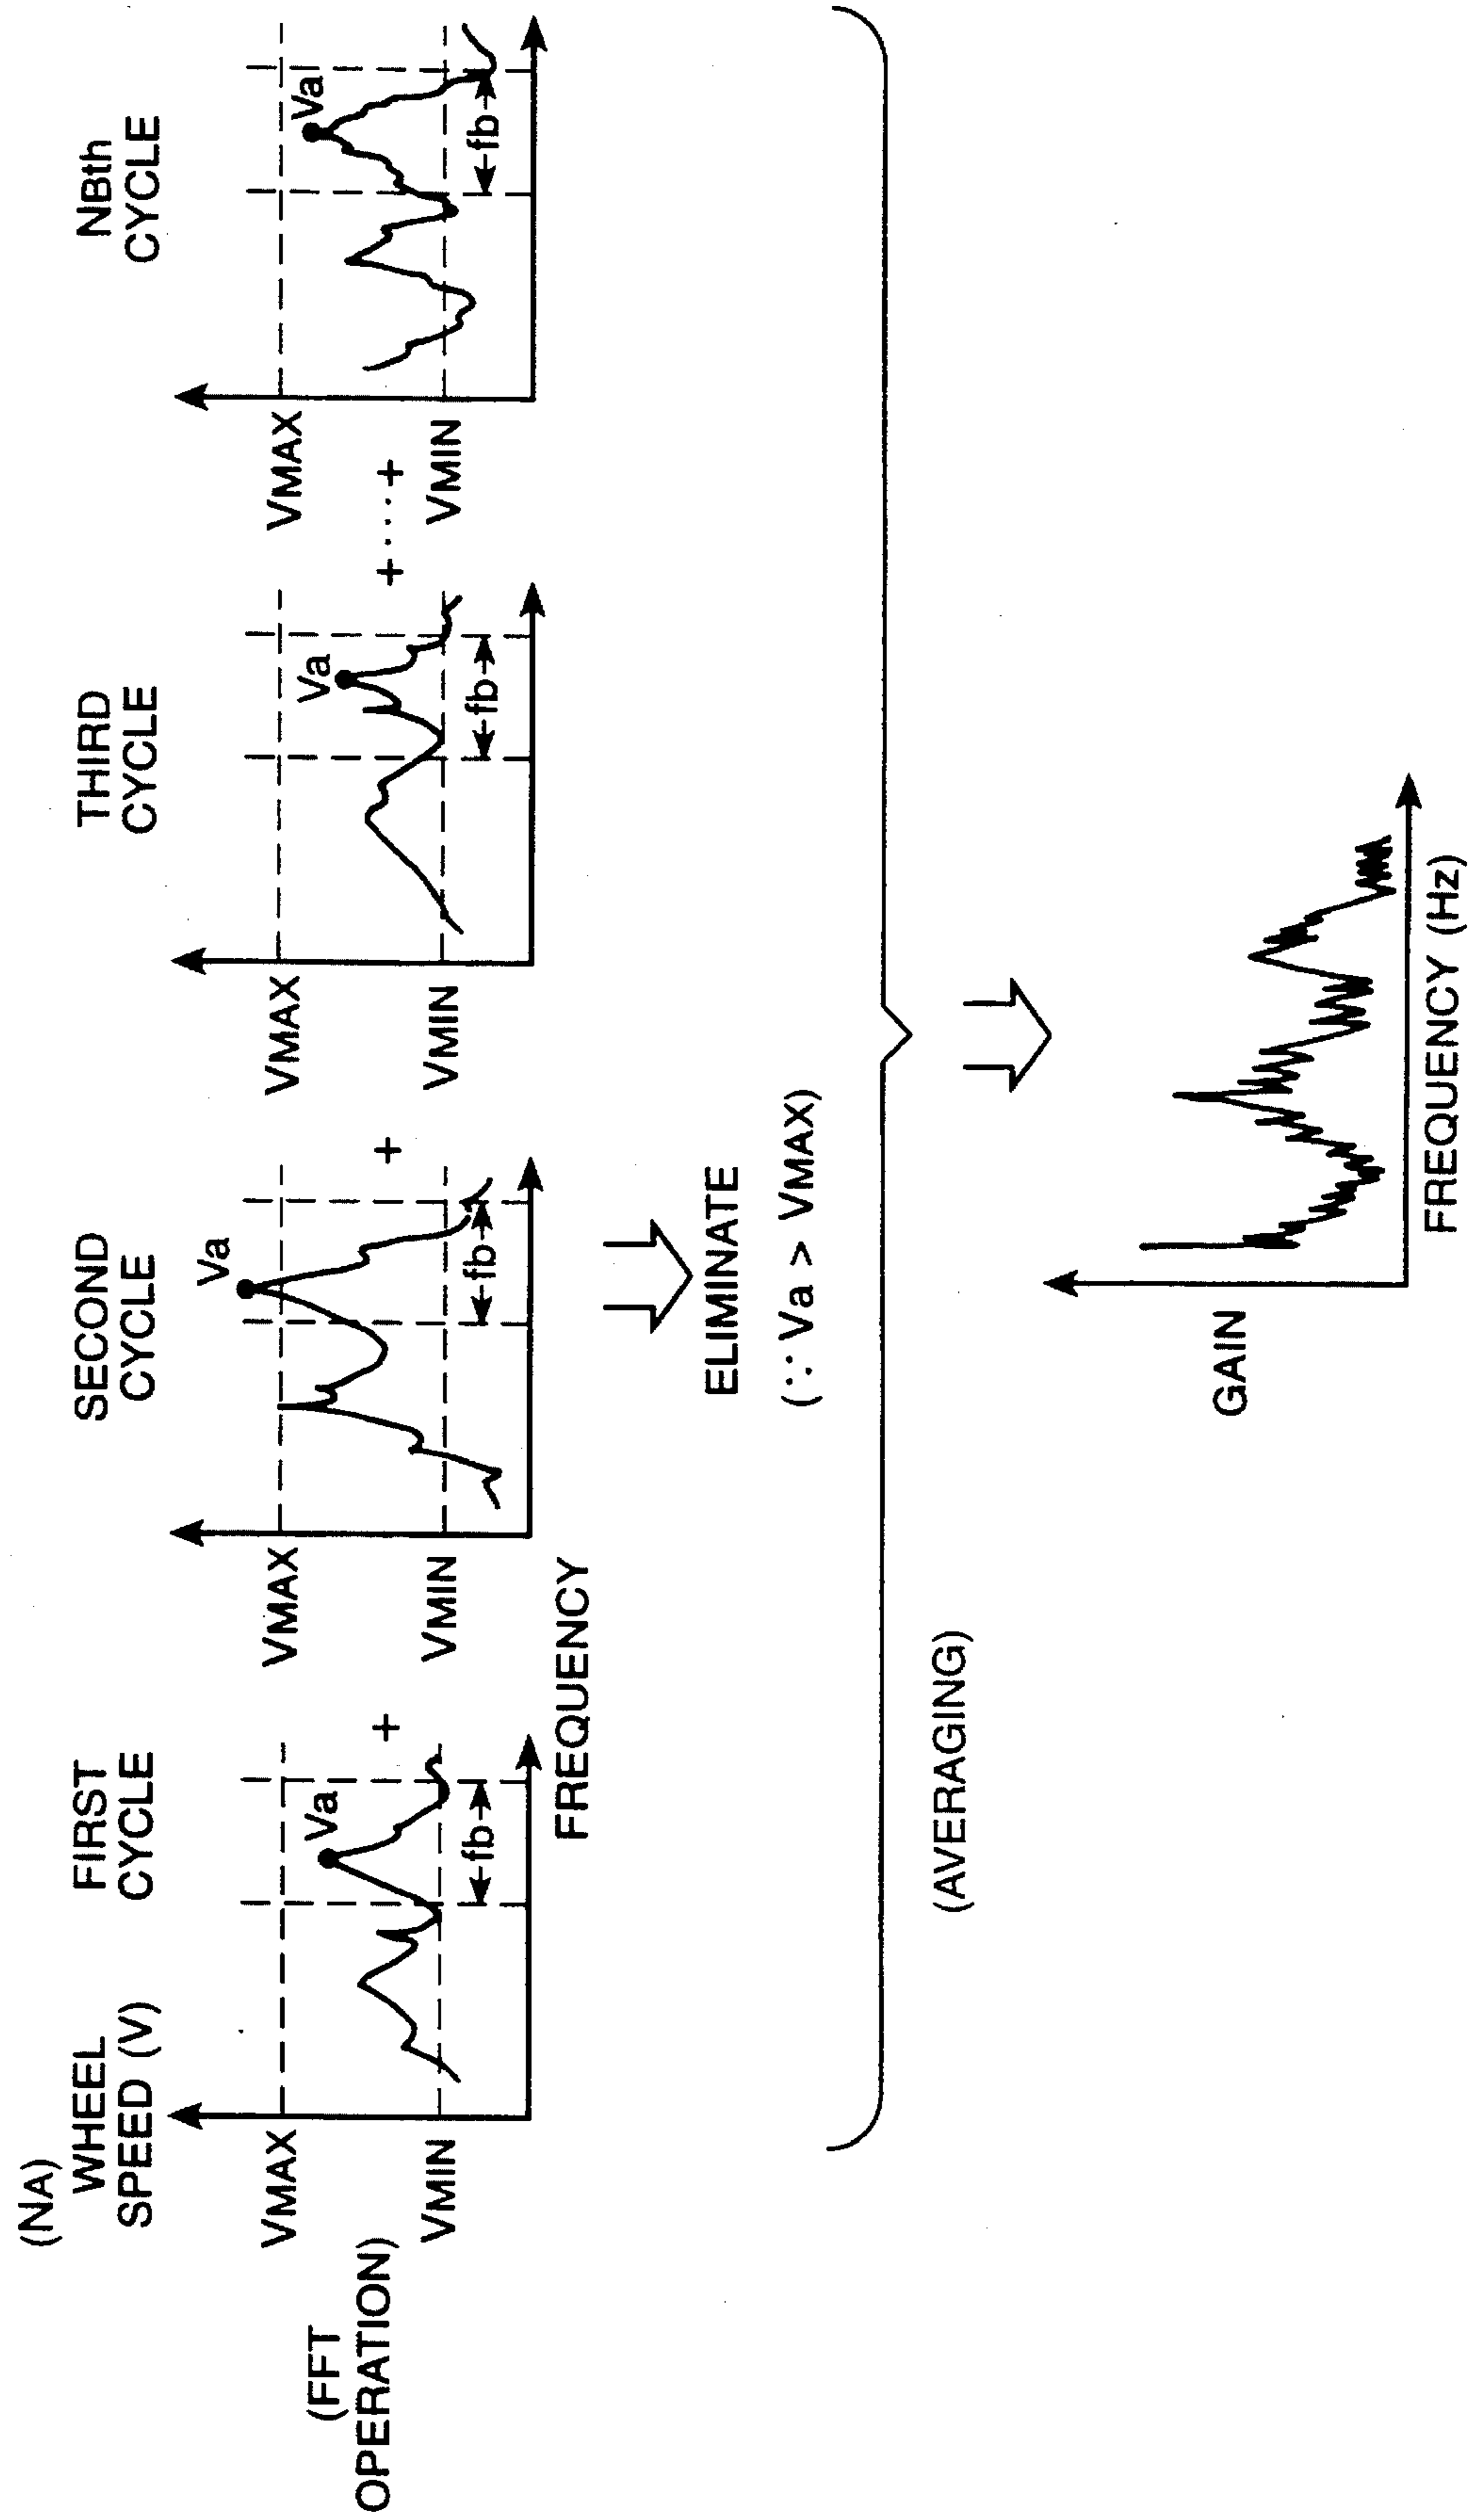 (NA)
WHEEL
SPEED (V)
FIRST
CYCLE
SECOND
CYCLE
THIRD
CYCLE
NBth
CYCLE
(FFT
OPERATION)
VMAX
VMIN
Va
fb
+
FREQUENCY
VMAX
VMIN
Va
fb
+
VMAX
VMIN
Va
fb
+····+
VMAX
VMIN
Va
fb
ELIMINATE
(∵ Va > VMAX)
(AVERAGING)
GAIN
FREQUENCY (Hz)